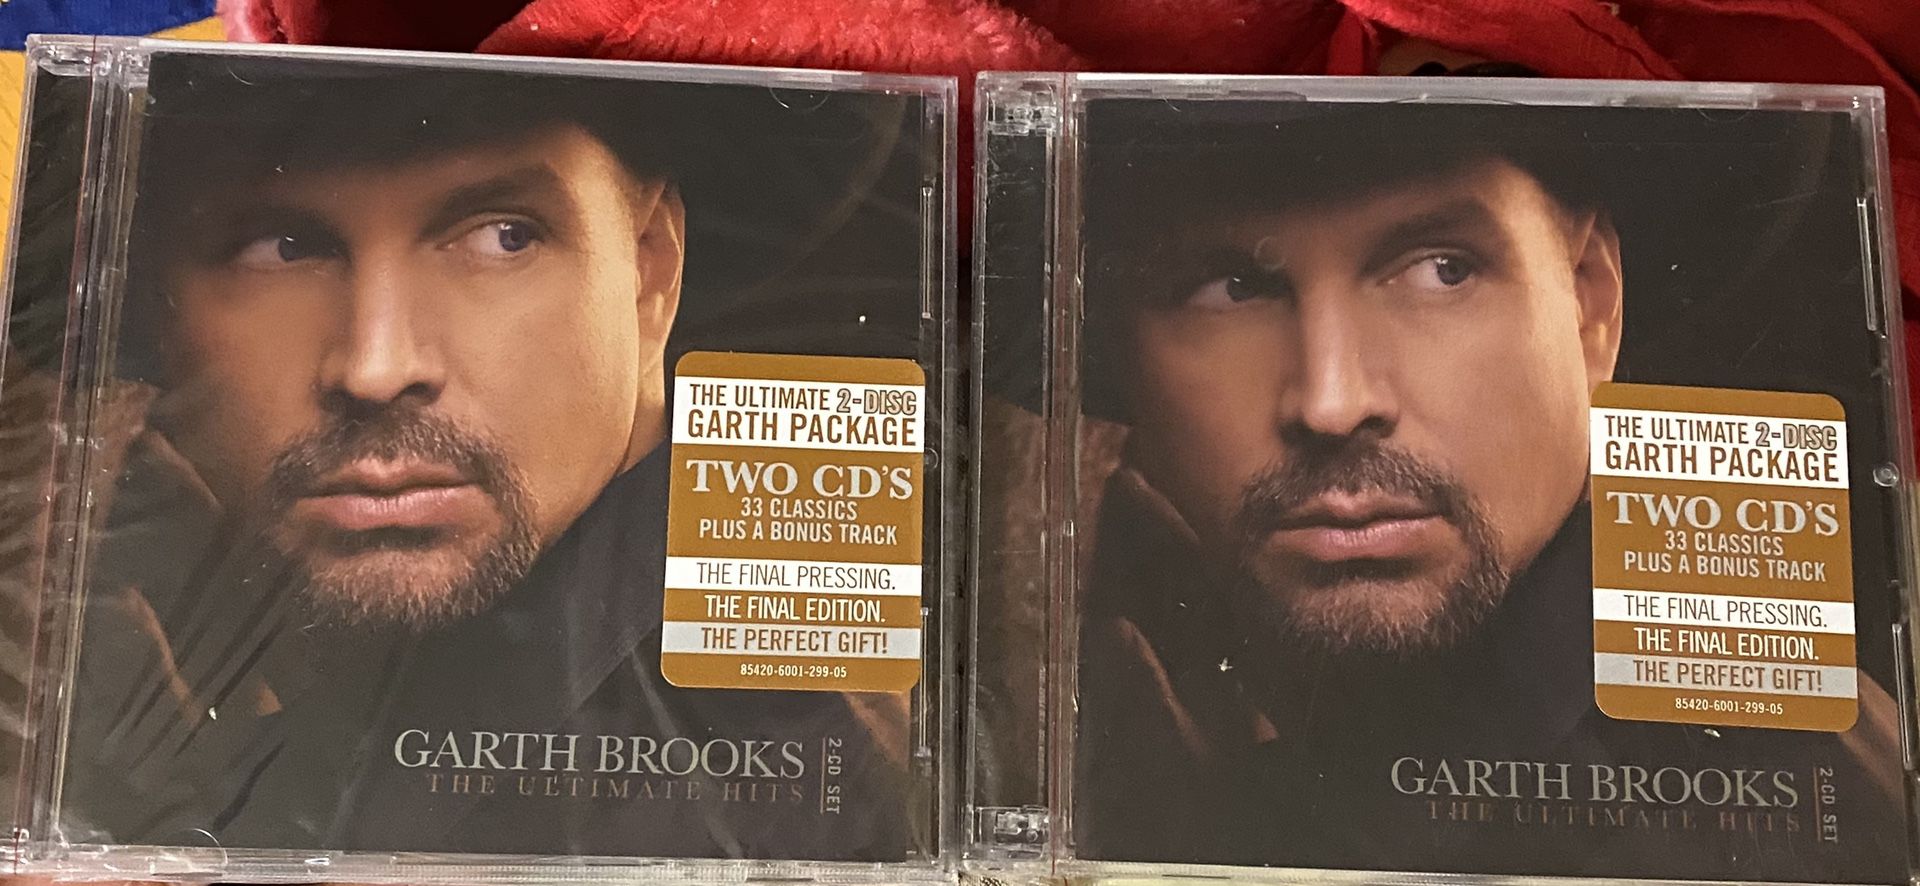 THE ULTIMATE 2-DISC
GARTH PACKAGE
TWO CD'S
33 CLASSICS
PLUS A BONUS TRACK
THE FINAL PRESSING.
THE FINAL EDITION.
THE PERFECT GIFT!
85420-6001-299-05
GARTH BROOKS
THE ULTIMATE HITS
2-CD SET
THE ULTIMATE 2-DISC
GARTH PACKAGE
TWO CD'S
33 CLASSICS
PLUS A BONUS TRACK
THE FINAL PRESSING.
THE FINAL EDITION.
THE PERFECT GIFT!
85420-6001-299-05
GARTH BROOKS
THE ULTIMATE HITS
2-CD SET